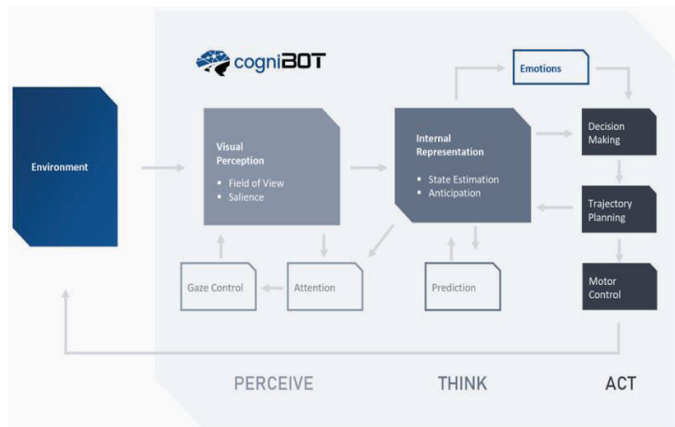 cogniBOT
Emotions
Environment
Visual
Perception
▪ Field of View
▪ Salience
Internal
Representation
▪ State Estimation
▪ Anticipation
Decision
Making
Trajectory
Planning
Gaze Control
Attention
Prediction
Motor
Control
PERCEIVE
THINK
ACT